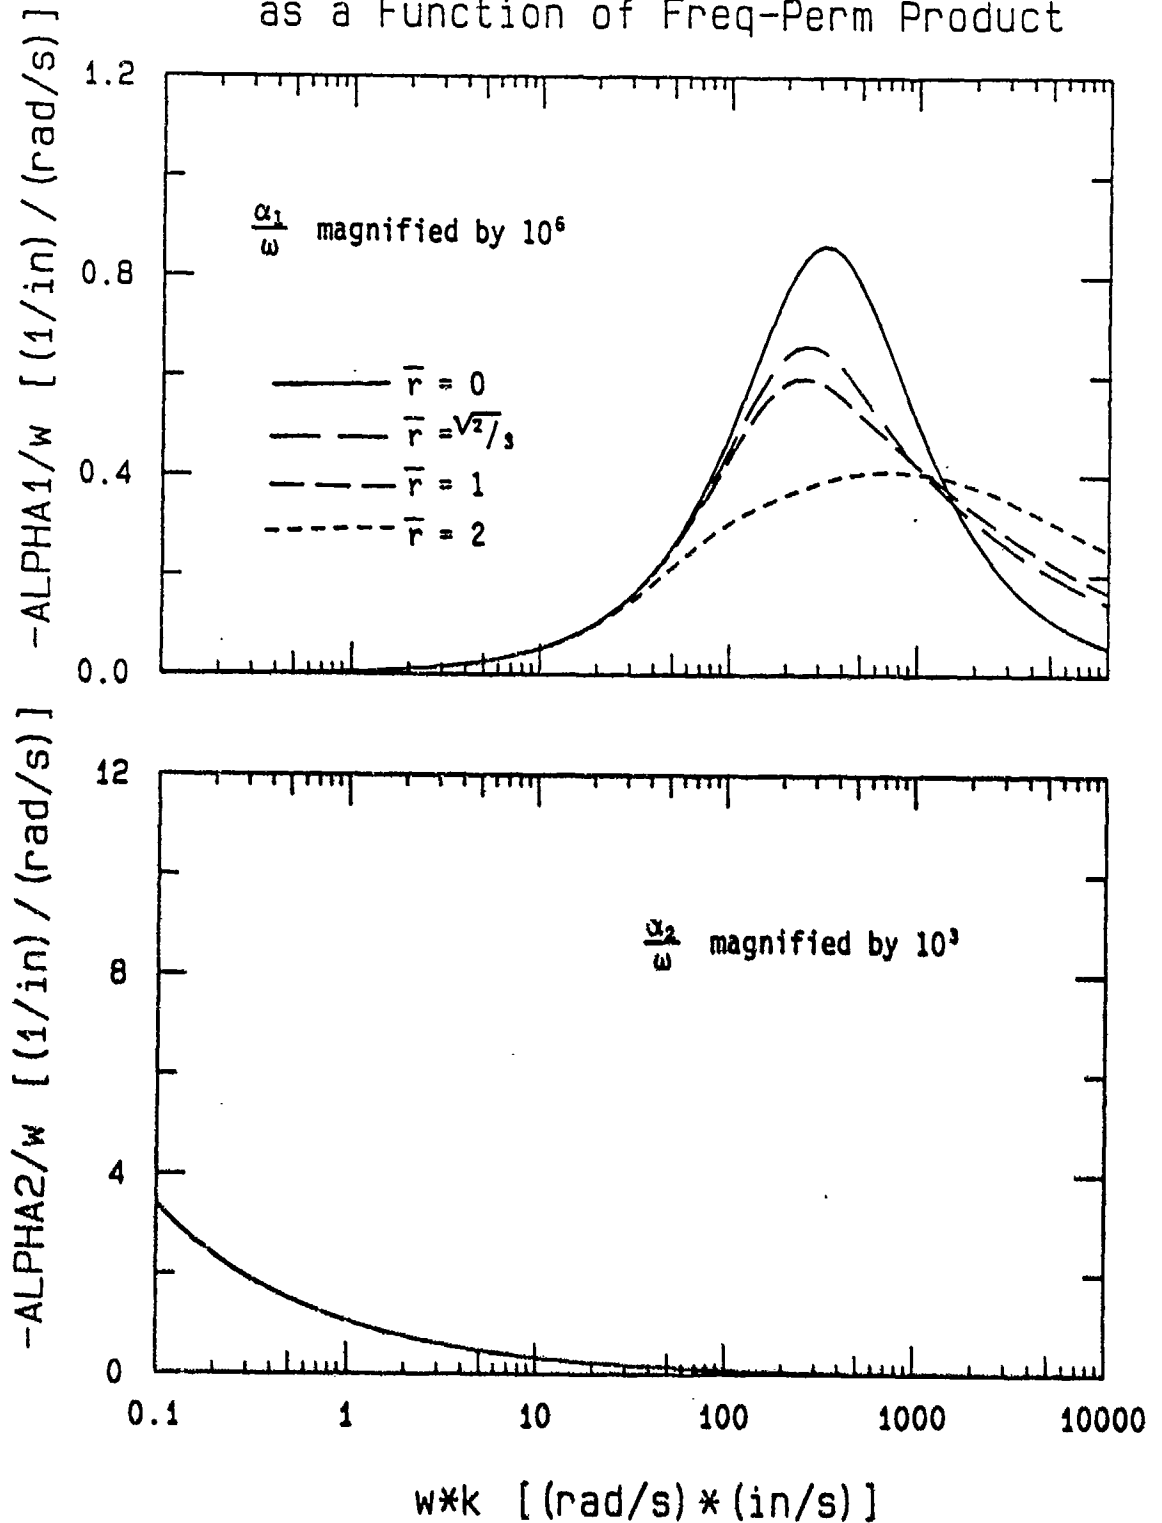 as a Function of Freq-Perm Product
-ALPHA1/w [(1/in)/(rad/s)]
1.2
0.8
0.4
0.0
α₁/ω magnified by 10⁶
r̄ = 0
r̄ = √2/3
r̄ = 1
r̄ = 2
-ALPHA2/w [(1/in)/(rad/s)]
12
8
4
0
α₂/ω magnified by 10³
0.1 1 10 100 1000 10000
w*k [(rad/s)*(in/s)]